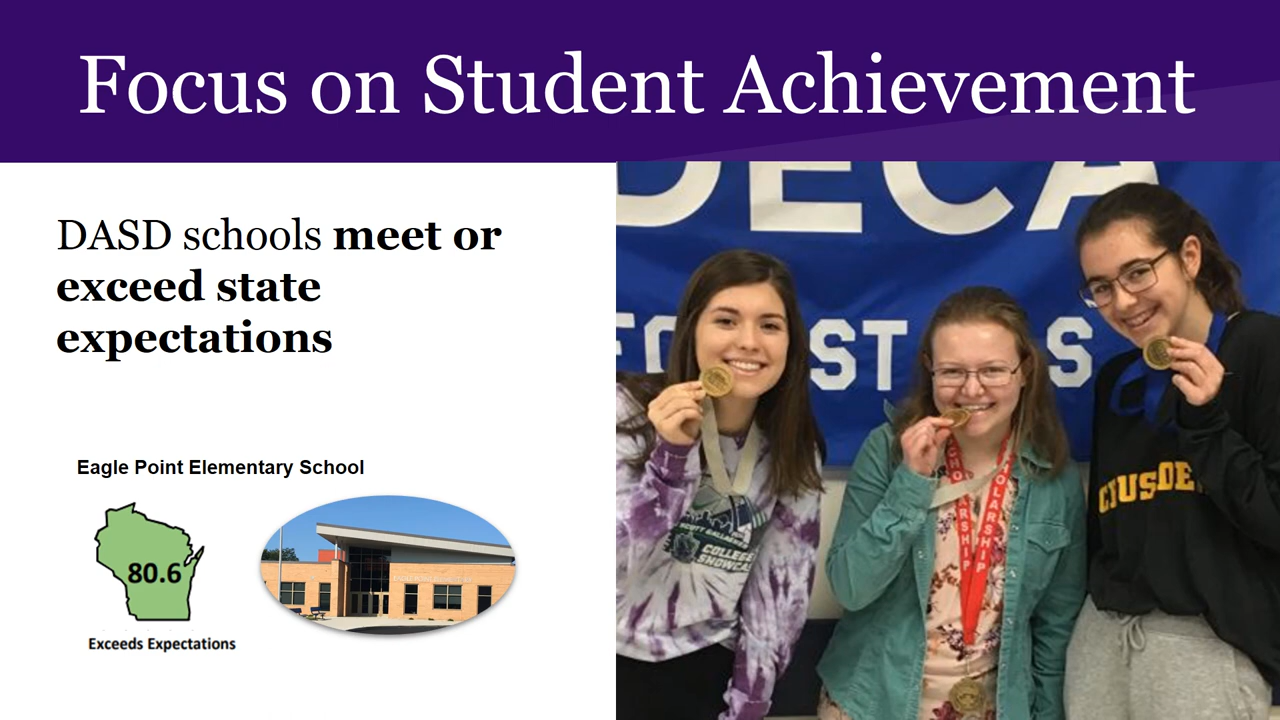 Focus on Student Achievement
DASD schools meet or
exceed state
expectations
Eagle Point Elementary School
80.6
Exceeds Expectations
DECA
ST
S
COLLEGE
SCHOLARSHIP